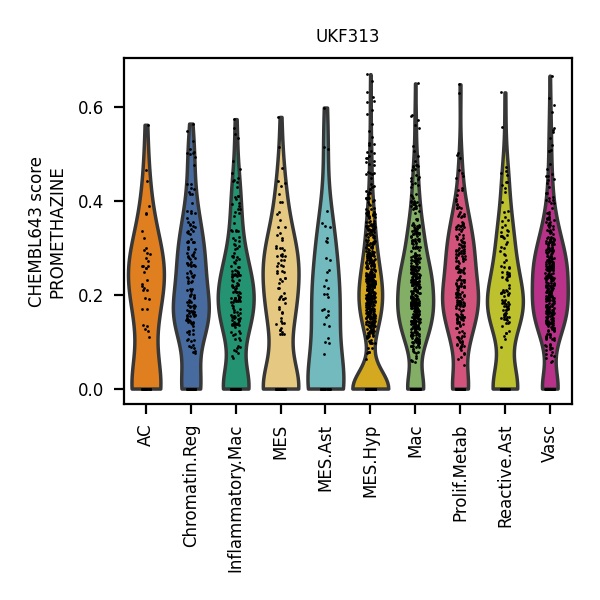 UKF313
CHEMBL643 score
PROMETHAZINE
0.6
0.4
0.2
0.0
AC
Chromatin.Reg
Inflammatory.Mac
MES
MES.Ast
MES.Hyp
Mac
Prolif.Metab
Reactive.Ast
Vasc